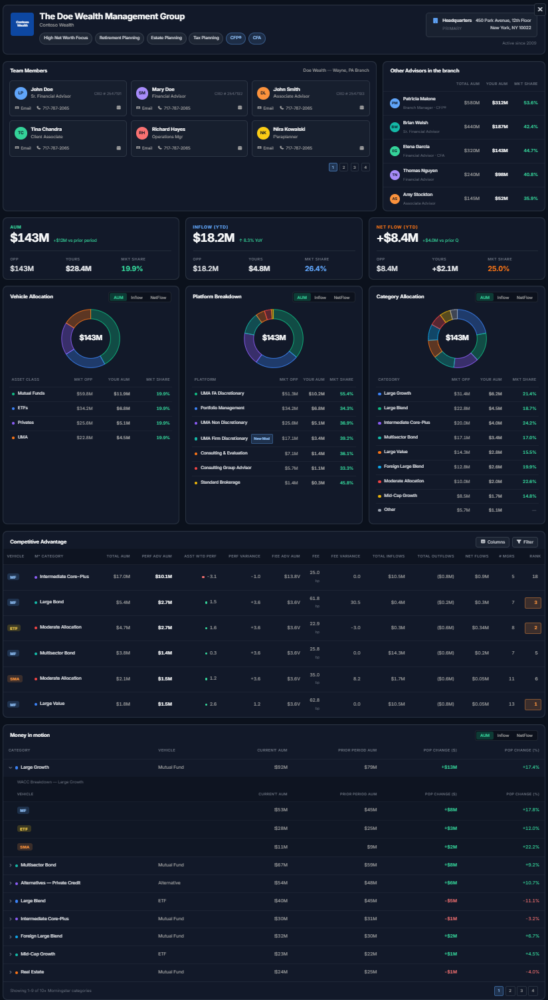 Contoso
Wealth
The Doe Wealth Management Group
Contoso Wealth
High Net Worth Focus Retirement Planning Estate Planning Tax Planning CFP® CFA
Headquarters 450 Park Avenue, 12th Floor
PRIMARY New York, NY 10022
Active since 2009
Team Members Doe Wealth — Wayne, PA Branch
LP John Doe CRD # 2547191
Sr. Financial Advisor
Email 717-787-2065
SM Mary Doe CRD # 2547192
Financial Advisor
Email 717-787-2065
DL John Smith CRD # 2547193
Associate Advisor
Email 717-787-2065
TC Tina Chandra
Client Associate
Email 717-787-2065
RH Richard Hayes
Operations Mgr
Email 717-787-2065
NK Nira Kowalski
Paraplanner
Email 717-787-2065
1 2 3 4
Other Advisors in the branch
TOTAL AUM YOUR AUM MKT SHARE
PM Patricia Malone $580M $312M 53.6%
Branch Manager · CFP®
BW Brian Welsh $440M $187M 42.4%
Sr. Financial Advisor
EG Elena Garcia $320M $143M 44.7%
Financial Advisor · CFA
TN Thomas Nguyen $240M $98M 40.8%
Financial Advisor
AS Amy Stockton $145M $52M 35.9%
Associate Advisor
AUM
$143M +$12M vs prior period
OPP YOURS MKT SHARE
$143M $28.4M 19.9%
INFLOW (YTD)
$18.2M ↑ 8.3% YoY
OPP YOURS MKT SHARE
$18.2M $4.8M 26.4%
NET FLOW (YTD)
+$8.4M +$4.0M vs prior Q
OPP YOURS MKT SHARE
$8.4M +$2.1M 25.0%
Vehicle Allocation AUM Inflow NetFlow
$143M
ASSET CLASS MKT OPP YOUR AUM MKT SHARE
Mutual Funds $59.8M $11.9M 19.9%
ETFs $34.2M $6.8M 19.9%
Privates $25.6M $5.1M 19.9%
UMA $22.8M $4.5M 19.9%
Platform Breakdown AUM Inflow NetFlow
$143M
PLATFORM MKT OPP YOUR AUM MKT SHARE
UMA FA Discretionary $51.3M $10.2M 55.4%
Portfolio Management $34.2M $6.8M 34.3%
UMA Non Discretionary $25.6M $5.1M 36.9%
UMA Firm Discretionary New Mod $17.1M $3.4M 39.2%
Consulting & Evaluation $7.1M $1.4M 36.1%
Consulting Group Advisor $5.7M $1.1M 33.3%
Standard Brokerage $1.4M $0.3M 45.8%
Category Allocation AUM Inflow NetFlow
$143M
CATEGORY MKT OPP YOUR AUM MKT SHARE
Large Growth $31.4M $6.2M 21.4%
Large Blend $22.8M $4.5M 18.7%
Intermediate Core-Plus $20.0M $4.0M 24.2%
Multisector Bond $17.1M $3.4M 17.0%
Large Value $14.3M $2.8M 15.5%
Foreign Large Blend $12.8M $2.6M 19.9%
Moderate Allocation $10.0M $2.0M 22.6%
Mid-Cap Growth $8.5M $1.7M 14.8%
Other $5.7M $1.1M —
Competitive Advantage Columns Filter
VEHICLE M* CATEGORY TOTAL AUM PERF ADV AUM ASST WTD PERF PERF VARIANCE FEE ADV AUM FEE FEE VARIANCE TOTAL INFLOWS TOTAL OUTFLOWS NET FLOWS # MGRS RANK
MF Intermediate Core-Plus $17.0M $10.1M -3.1 -1.0 $13.8V 25.0 bp 0.0 $10.5M ($0.8M) $0.9M 5 18
MF Large Bond $5.4M $2.7M 1.5 +3.6 $3.6V 61.8 bp 30.5 $0.4M ($0.2M) $0.3M 7 3
ETF Moderate Allocation $4.7M $2.7M 1.6 +3.6 $3.6V 22.9 bp -3.0 $0.3M ($0.6M) $0.34M 8 2
MF Multisector Bond $3.8M $1.4M 0.3 +3.6 $3.6V 25.8 bp 0.0 $14.3M ($0.6M) $0.2M 7 5
SMA Moderate Allocation $2.1M $1.5M 1.2 +3.6 $3.6V 35.0 bp 8.2 $1.7M ($0.6M) $0.05M 11 6
MF Large Value $1.8M $1.5M 2.6 1.2 $3.6V 62.8 bp 0.0 $10.5M ($0.8M) $0.05M 13 1
Money in motion AUM Inflow NetFlow
CATEGORY VEHICLE CURRENT AUM PRIOR PERIOD AUM POP CHANGE ($) POP CHANGE (%)
Large Growth Mutual Fund $92M $79M +$13M +17.4%
WACC Breakdown — Large Growth
VEHICLE CURRENT AUM PRIOR PERIOD AUM POP CHANGE ($) POP CHANGE (%)
MF $53M $45M +$8M +17.8%
ETF $28M $25M +$3M +12.0%
SMA $11M $9M +$2M +22.2%
Multisector Bond Mutual Fund $67M $59M +$8M +9.2%
Alternatives — Private Credit Alternative $54M $48M +$6M +10.7%
Large Blend ETF $40M $45M -$5M -11.1%
Intermediate Core-Plus Mutual Fund $30M $31M -$1M -3.2%
Foreign Large Blend Mutual Fund $32M $30M +$2M +6.7%
Mid-Cap Growth ETF $23M $22M +$1M +4.5%
Real Estate Mutual Fund $24M $25M -$1M -4.0%
Showing 1–9 of 10+ Morningstar categories 1 2 3 4